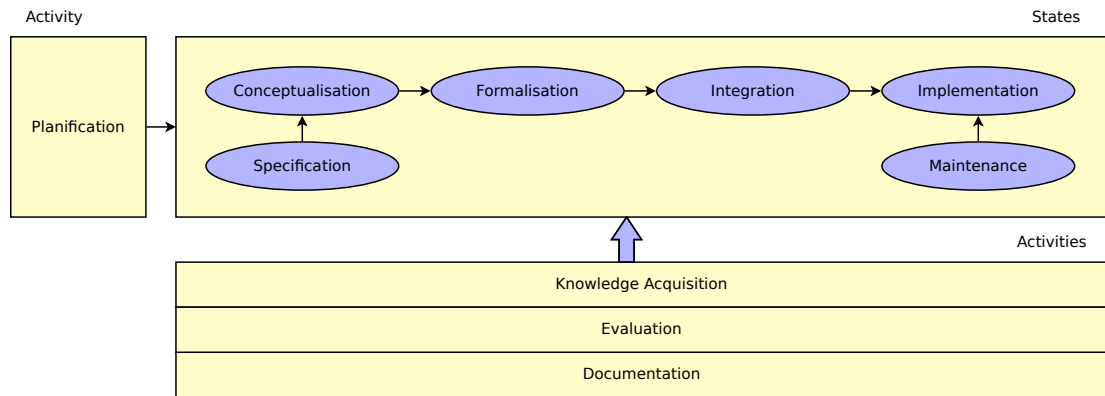 Activity
States
Planification
Conceptualisation
Formalisation
Integration
Implementation
Specification
Maintenance
Activities
Knowledge Acquisition
Evaluation
Documentation